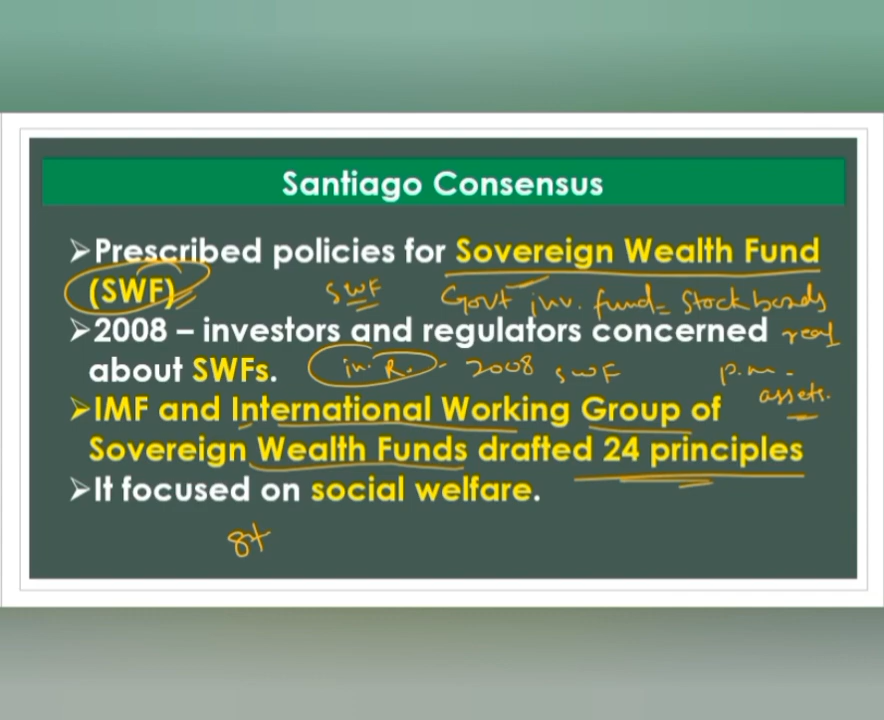 Santiago Consensus
➢Prescribed policies for Sovereign Wealth Fund
(SWF)
SWF Govt inv. fund = Stock bonds
➢2008 – investors and regulators concerned
real
about SWFs.
in. R. - 2008 SWF p.m.
assets.
➢IMF and International Working Group of
Sovereign Wealth Funds drafted 24 principles
➢It focused on social welfare.